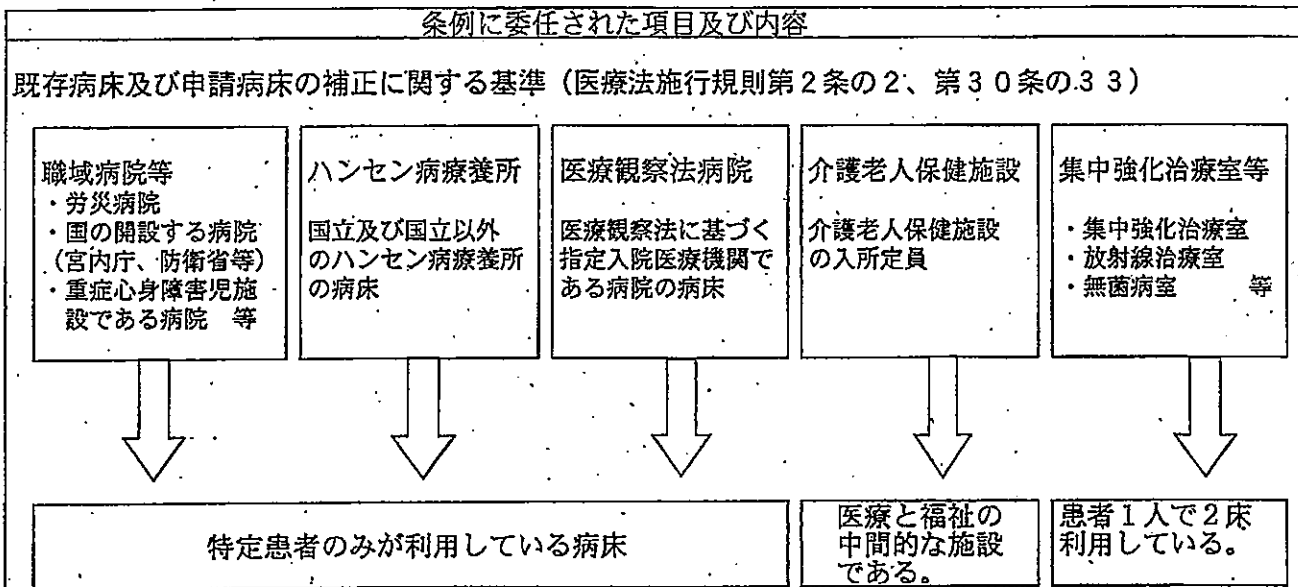 条例に委任された項目及び内容
既存病床及び申請病床の補正に関する基準(医療法施行規則第2条の2、第30条の33)
職域病院等
・労災病院
・国の開設する病院
(宮内庁、防衛省等)
・重症心身障害児施
設である病院 等
ハンセン病療養所
国立及び国立以外
のハンセン病療養所
の病床
医療観察法病院
医療観察法に基づく
指定入院医療機関で
ある病院の病床
介護老人保健施設
介護老人保健施設
の入所定員
集中強化治療室等
・集中強化治療室
・放射線治療室
・無菌病室 等
特定患者のみが利用している病床
医療と福祉の
中間的な施設
である。
患者1人で2床
利用している。